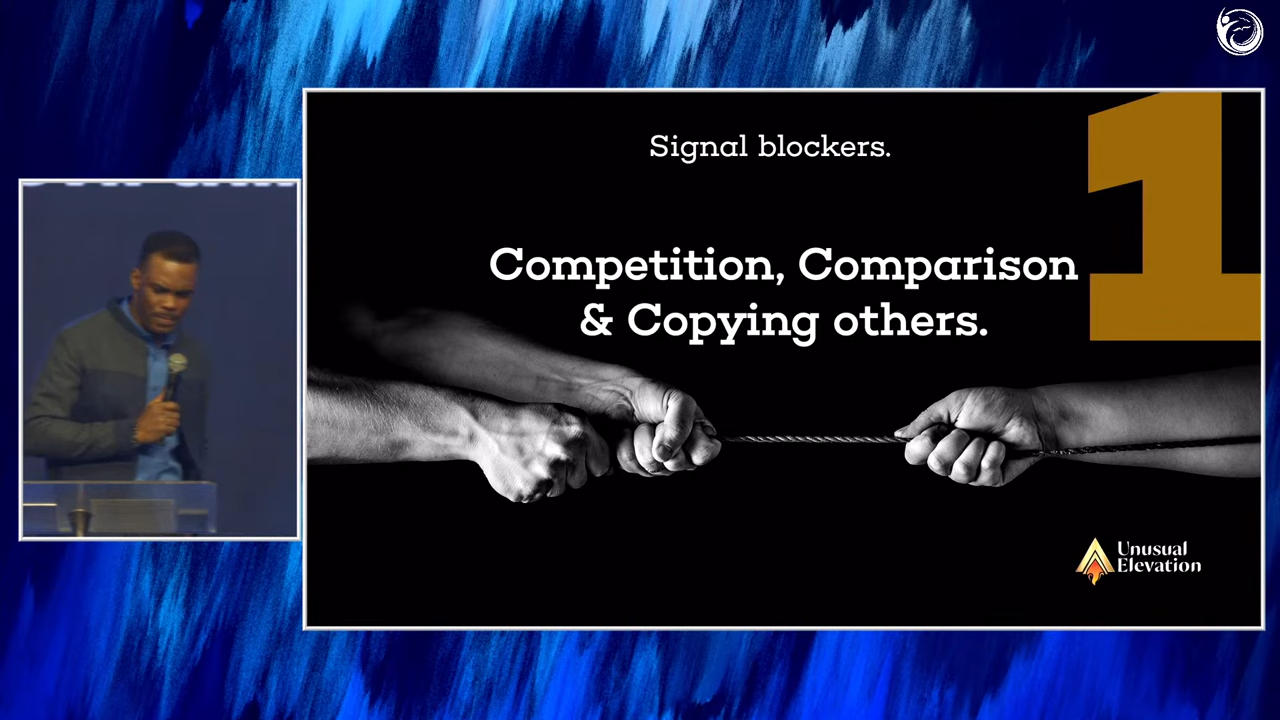 Signal blockers.
1
Competition, Comparison
& Copying others.
Unusual
Elevation